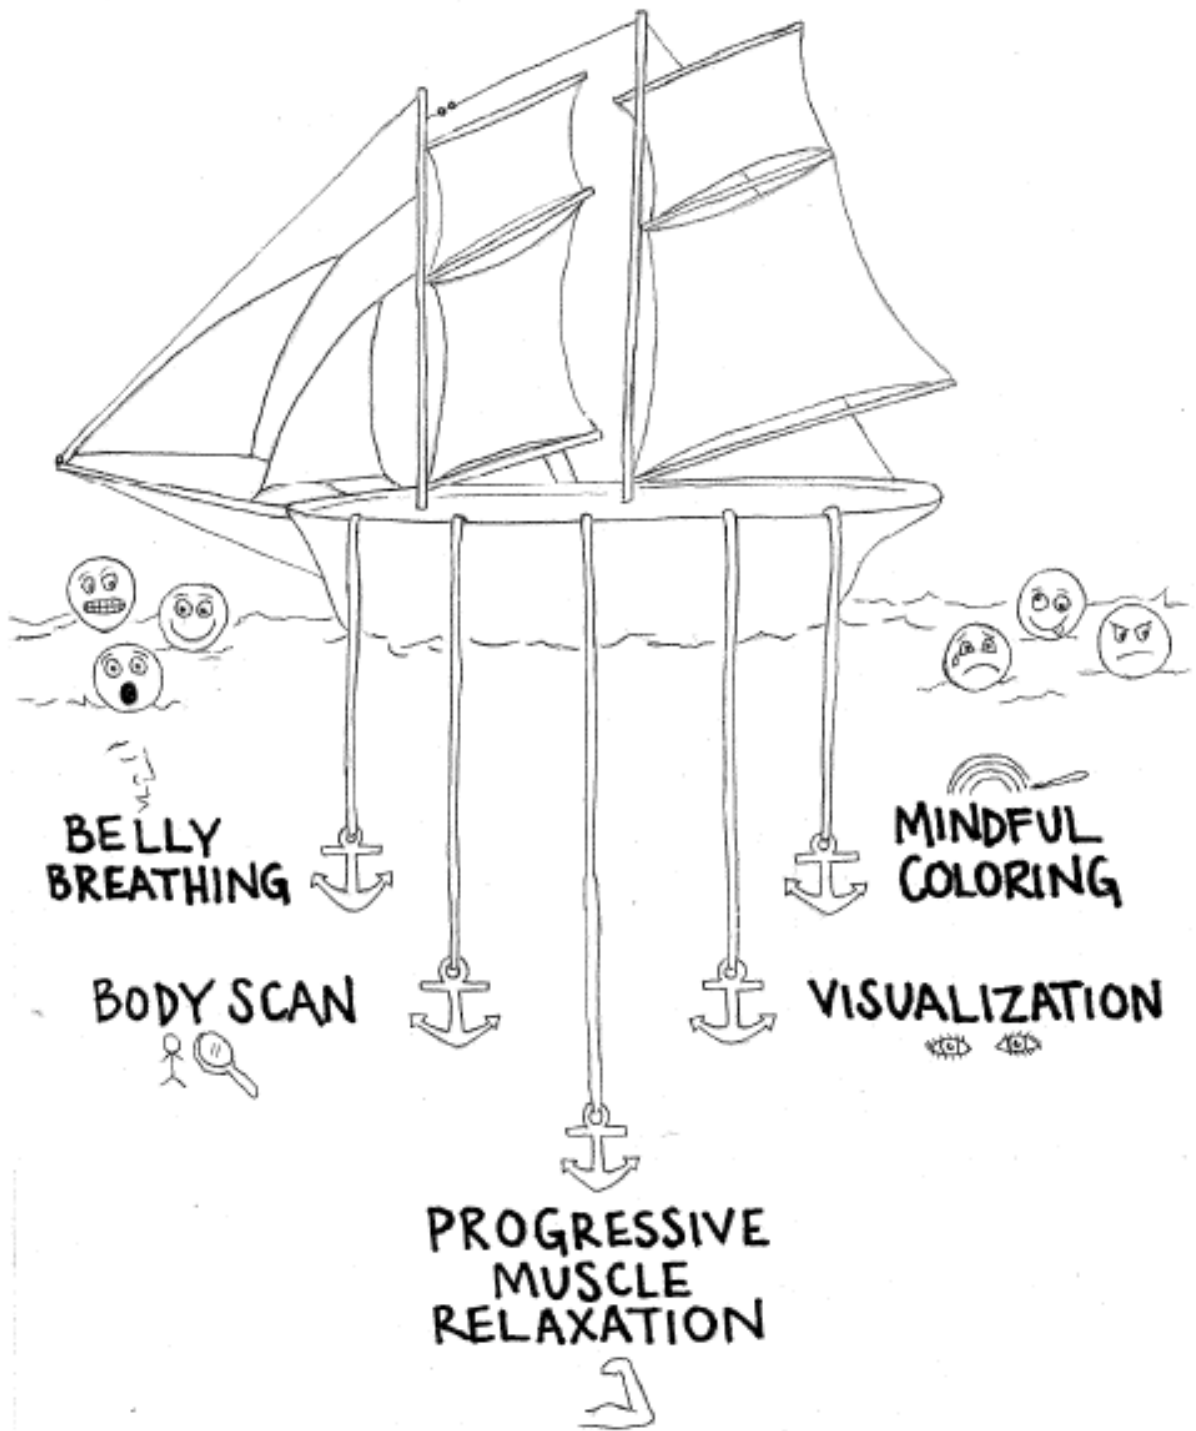 BELLY
BREATHING
MINDFUL
COLORING
BODY SCAN
VISUALIZATION
PROGRESSIVE
MUSCLE
RELAXATION